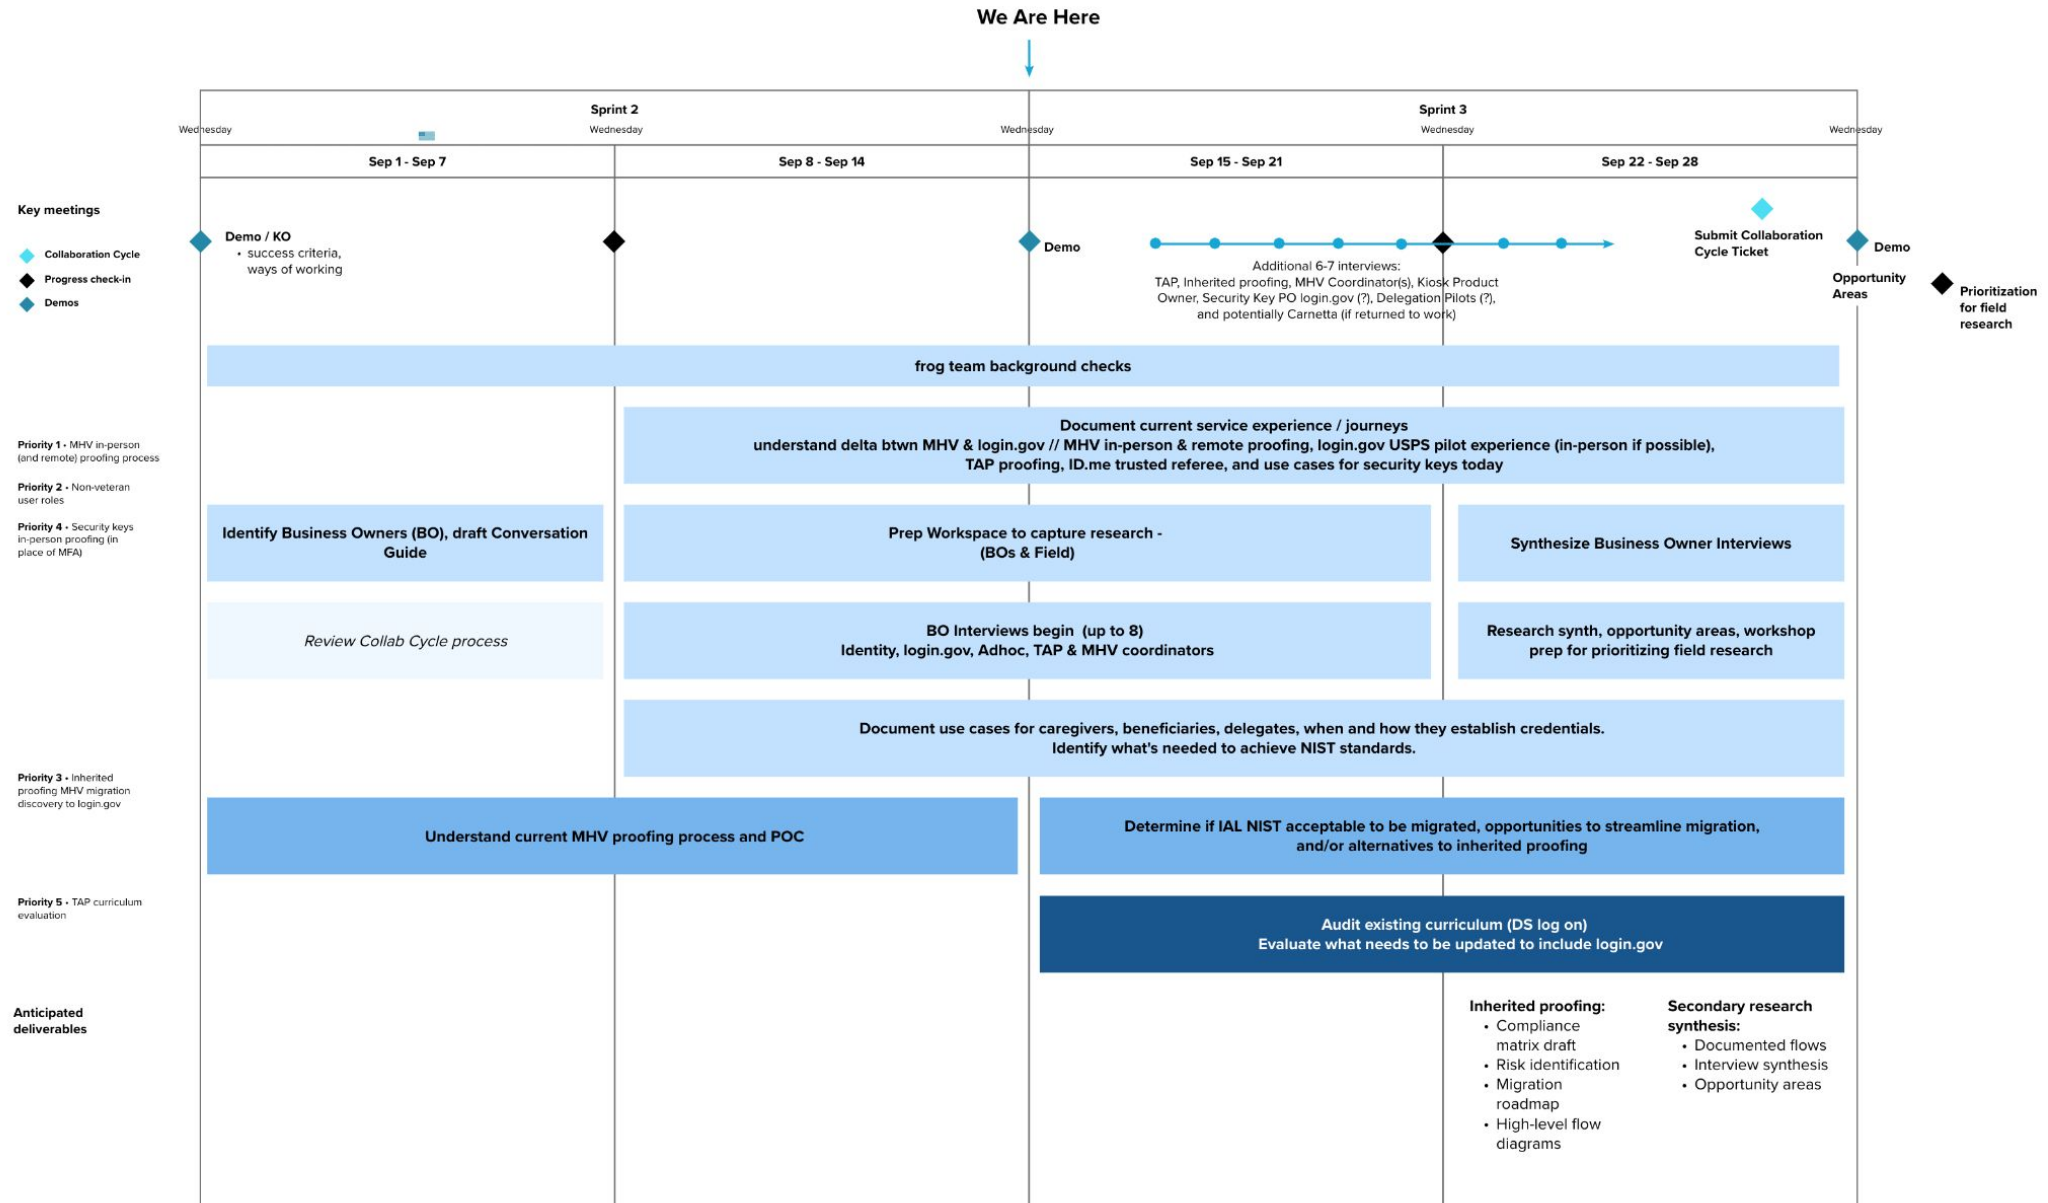 We Are Here
Sprint 2
Sprint 3
Wednesday
Wednesday
Wednesday
Wednesday
Wednesday
Sep 1 - Sep 7
Sep 8 - Sep 14
Sep 15 - Sep 21
Sep 22 - Sep 28
Key meetings
Collaboration Cycle
Progress check-in
Demos
Demo / KO
• success criteria,
ways of working
Demo
Additional 6-7 interviews:
TAP, Inherited proofing, MHV Coordinator(s), Kiosk Product
Owner, Security Key PO login.gov (?), Delegation Pilots (?),
and potentially Carnetta (if returned to work)
Submit Collaboration
Cycle Ticket
Demo
Opportunity
Areas
Prioritization
for field
research
frog team background checks
Priority 1 • MHV in-person
(and remote) proofing process
Priority 2 • Non-veteran
user roles
Priority 4 • Security keys
in-person proofing (in
place of MFA)
Document current service experience / journeys
understand delta btwn MHV & login.gov // MHV in-person & remote proofing, login.gov USPS pilot experience (in-person if possible),
TAP proofing, ID.me trusted referee, and use cases for security keys today
Identify Business Owners (BO), draft Conversation
Guide
Prep Workspace to capture research -
(BOs & Field)
Synthesize Business Owner Interviews
Review Collab Cycle process
BO Interviews begin (up to 8)
Identity, login.gov, Adhoc, TAP & MHV coordinators
Research synth, opportunity areas, workshop
prep for prioritizing field research
Document use cases for caregivers, beneficiaries, delegates, when and how they establish credentials.
Identify what's needed to achieve NIST standards.
Priority 3 • Inherited
proofing MHV migration
discovery to login.gov
Understand current MHV proofing process and POC
Determine if IAL NIST acceptable to be migrated, opportunities to streamline migration,
and/or alternatives to inherited proofing
Priority 5 • TAP curriculum
evaluation
Audit existing curriculum (DS log on)
Evaluate what needs to be updated to include login.gov
Anticipated
deliverables
Inherited proofing:
• Compliance
matrix draft
• Risk identification
• Migration
roadmap
• High-level flow
diagrams
Secondary research
synthesis:
• Documented flows
• Interview synthesis
• Opportunity areas